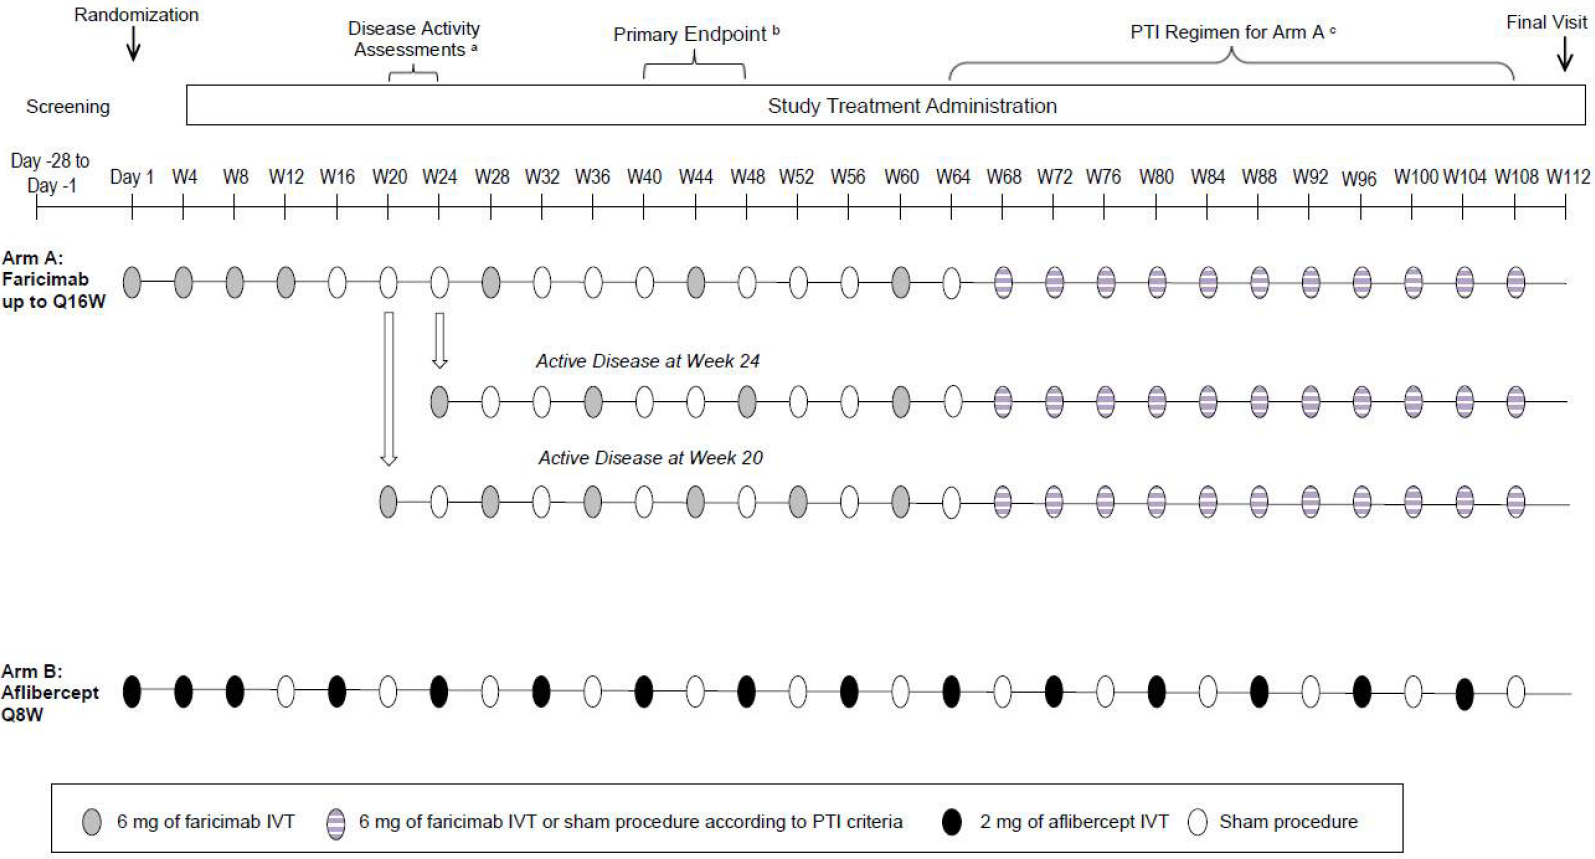 Randomization
Disease Activity
Assessments a
Primary Endpoint b
PTI Regimen for Arm A c
Final Visit
Screening
Study Treatment Administration
Day -28 to
Day -1
Day 1 W4 W8 W12 W16 W20 W24 W28 W32 W36 W40 W44 W48 W52 W56 W60 W64 W68 W72 W76 W80 W84 W88 W92 W96 W100 W104 W108 W112
Arm A:
Faricimab
up to Q16W
Active Disease at Week 24
Active Disease at Week 20
Arm B:
Aflibercept
Q8W
6 mg of faricimab IVT
6 mg of faricimab IVT or sham procedure according to PTI criteria
2 mg of aflibercept IVT
Sham procedure